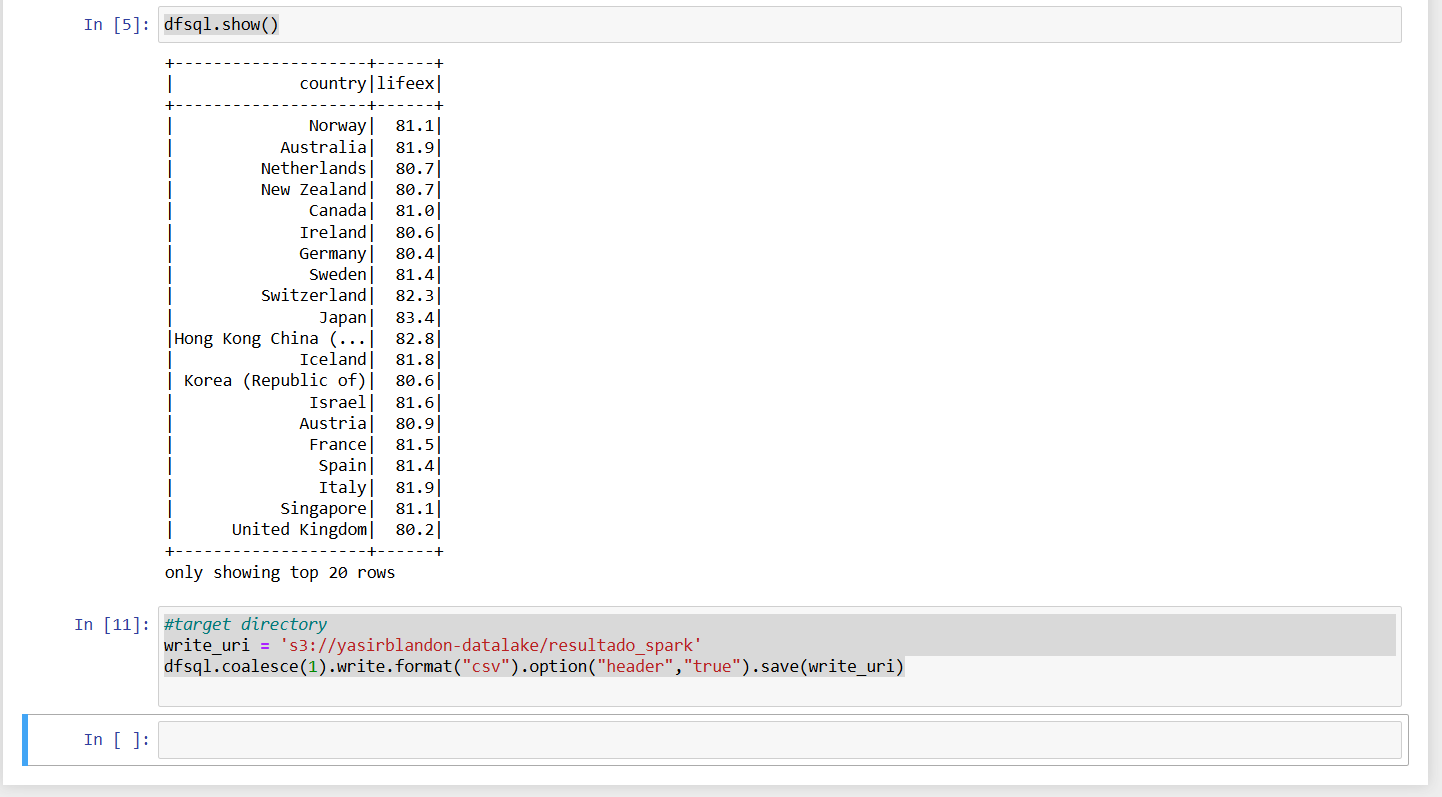 In [5]: dfsql.show()
+--------------------+------+
|             country|lifeex|
+--------------------+------+
|              Norway|  81.1|
|           Australia|  81.9|
|         Netherlands|  80.7|
|         New Zealand|  80.7|
|              Canada|  81.0|
|             Ireland|  80.6|
|             Germany|  80.4|
|              Sweden|  81.4|
|         Switzerland|  82.3|
|               Japan|  83.4|
|Hong Kong China (...|  82.8|
|             Iceland|  81.8|
| Korea (Republic of)|  80.6|
|              Israel|  81.6|
|             Austria|  80.9|
|              France|  81.5|
|               Spain|  81.4|
|               Italy|  81.9|
|           Singapore|  81.1|
|      United Kingdom|  80.2|
+--------------------+------+
only showing top 20 rows
In [11]: #target directory
write_uri = 's3://yasirblandon-datalake/resultado_spark'
dfsql.coalesce(1).write.format("csv").option("header","true").save(write_uri)
In [ ]: